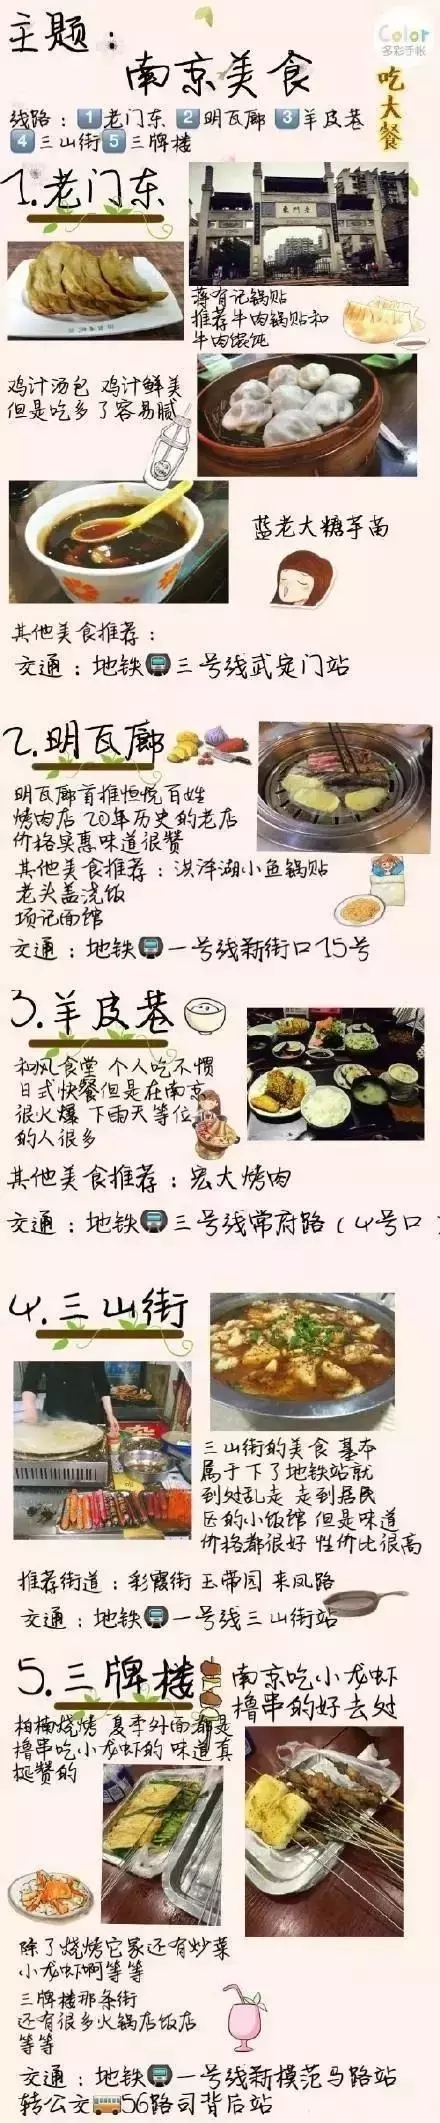 主题：
Color
多彩手帐
南京美食
吃大餐
线路：1老门东 2明瓦廊 3羊皮巷
4三山街5三牌楼
1.老门东
蒋有记锅贴
推荐牛肉锅贴和
牛肉馄饨
鸡汁汤包 鸡汁鲜美
但是吃多了容易腻
蓝老大糖芋苗
其他美食推荐：
交通：地铁三号线武定门站
2.明瓦廊
明瓦廊首推恒悦百姓
烤肉店 20年历史的老店
价格实惠味道很赞
其他美食推荐：洪泽湖小鱼锅贴
老头盖浇饭
项记面馆
交通：地铁一号线新街口15号
3.羊皮巷
和风食堂 个人吃不惯
日式快餐但是在南京
很火爆 下雨天等位
的人很多
其他美食推荐：宏大烤肉
交通：地铁三号线常府路（4号口
4.三山街
三山街的美食 基本
属于下了地铁站就
到处乱走 走到居民
区的小饭馆 但是味道
价格都很好 性价比很高
推荐街道：彩霞街 王带园 来凤路
交通：地铁一号线三山街站
5.三牌楼
南京吃小龙虾
撸串的好去处
柏楠烧烤 夏季外面都是
撸串吃小龙虾的 味道真
挺赞的
除了烧烤它家还有炒菜
小龙虾啊等等
三牌楼那条街
还有很多火锅店饭店
等等
交通：地铁一号线新模范马路站
转公交56路司背后站